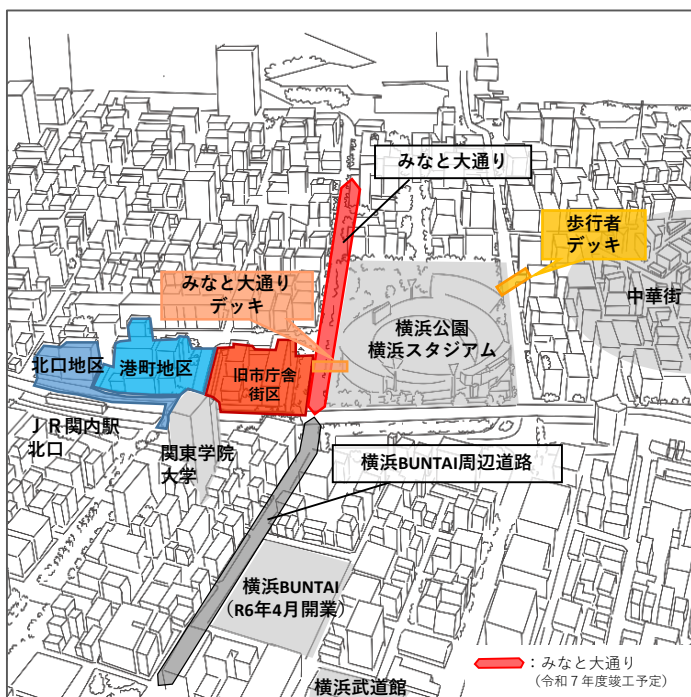 みなと大通り
歩行者
デッキ
みなと大通り
デッキ
中華街
横浜公園
横浜スタジアム
北口地区
港町地区
旧市庁舎
街区
ＪＲ関内駅
北口
関東学院
大学
横浜BUNTAI周辺道路
横浜BUNTAI
（R6年4月開業）
：みなと大通り
（令和７年度竣工予定）
横浜武道館